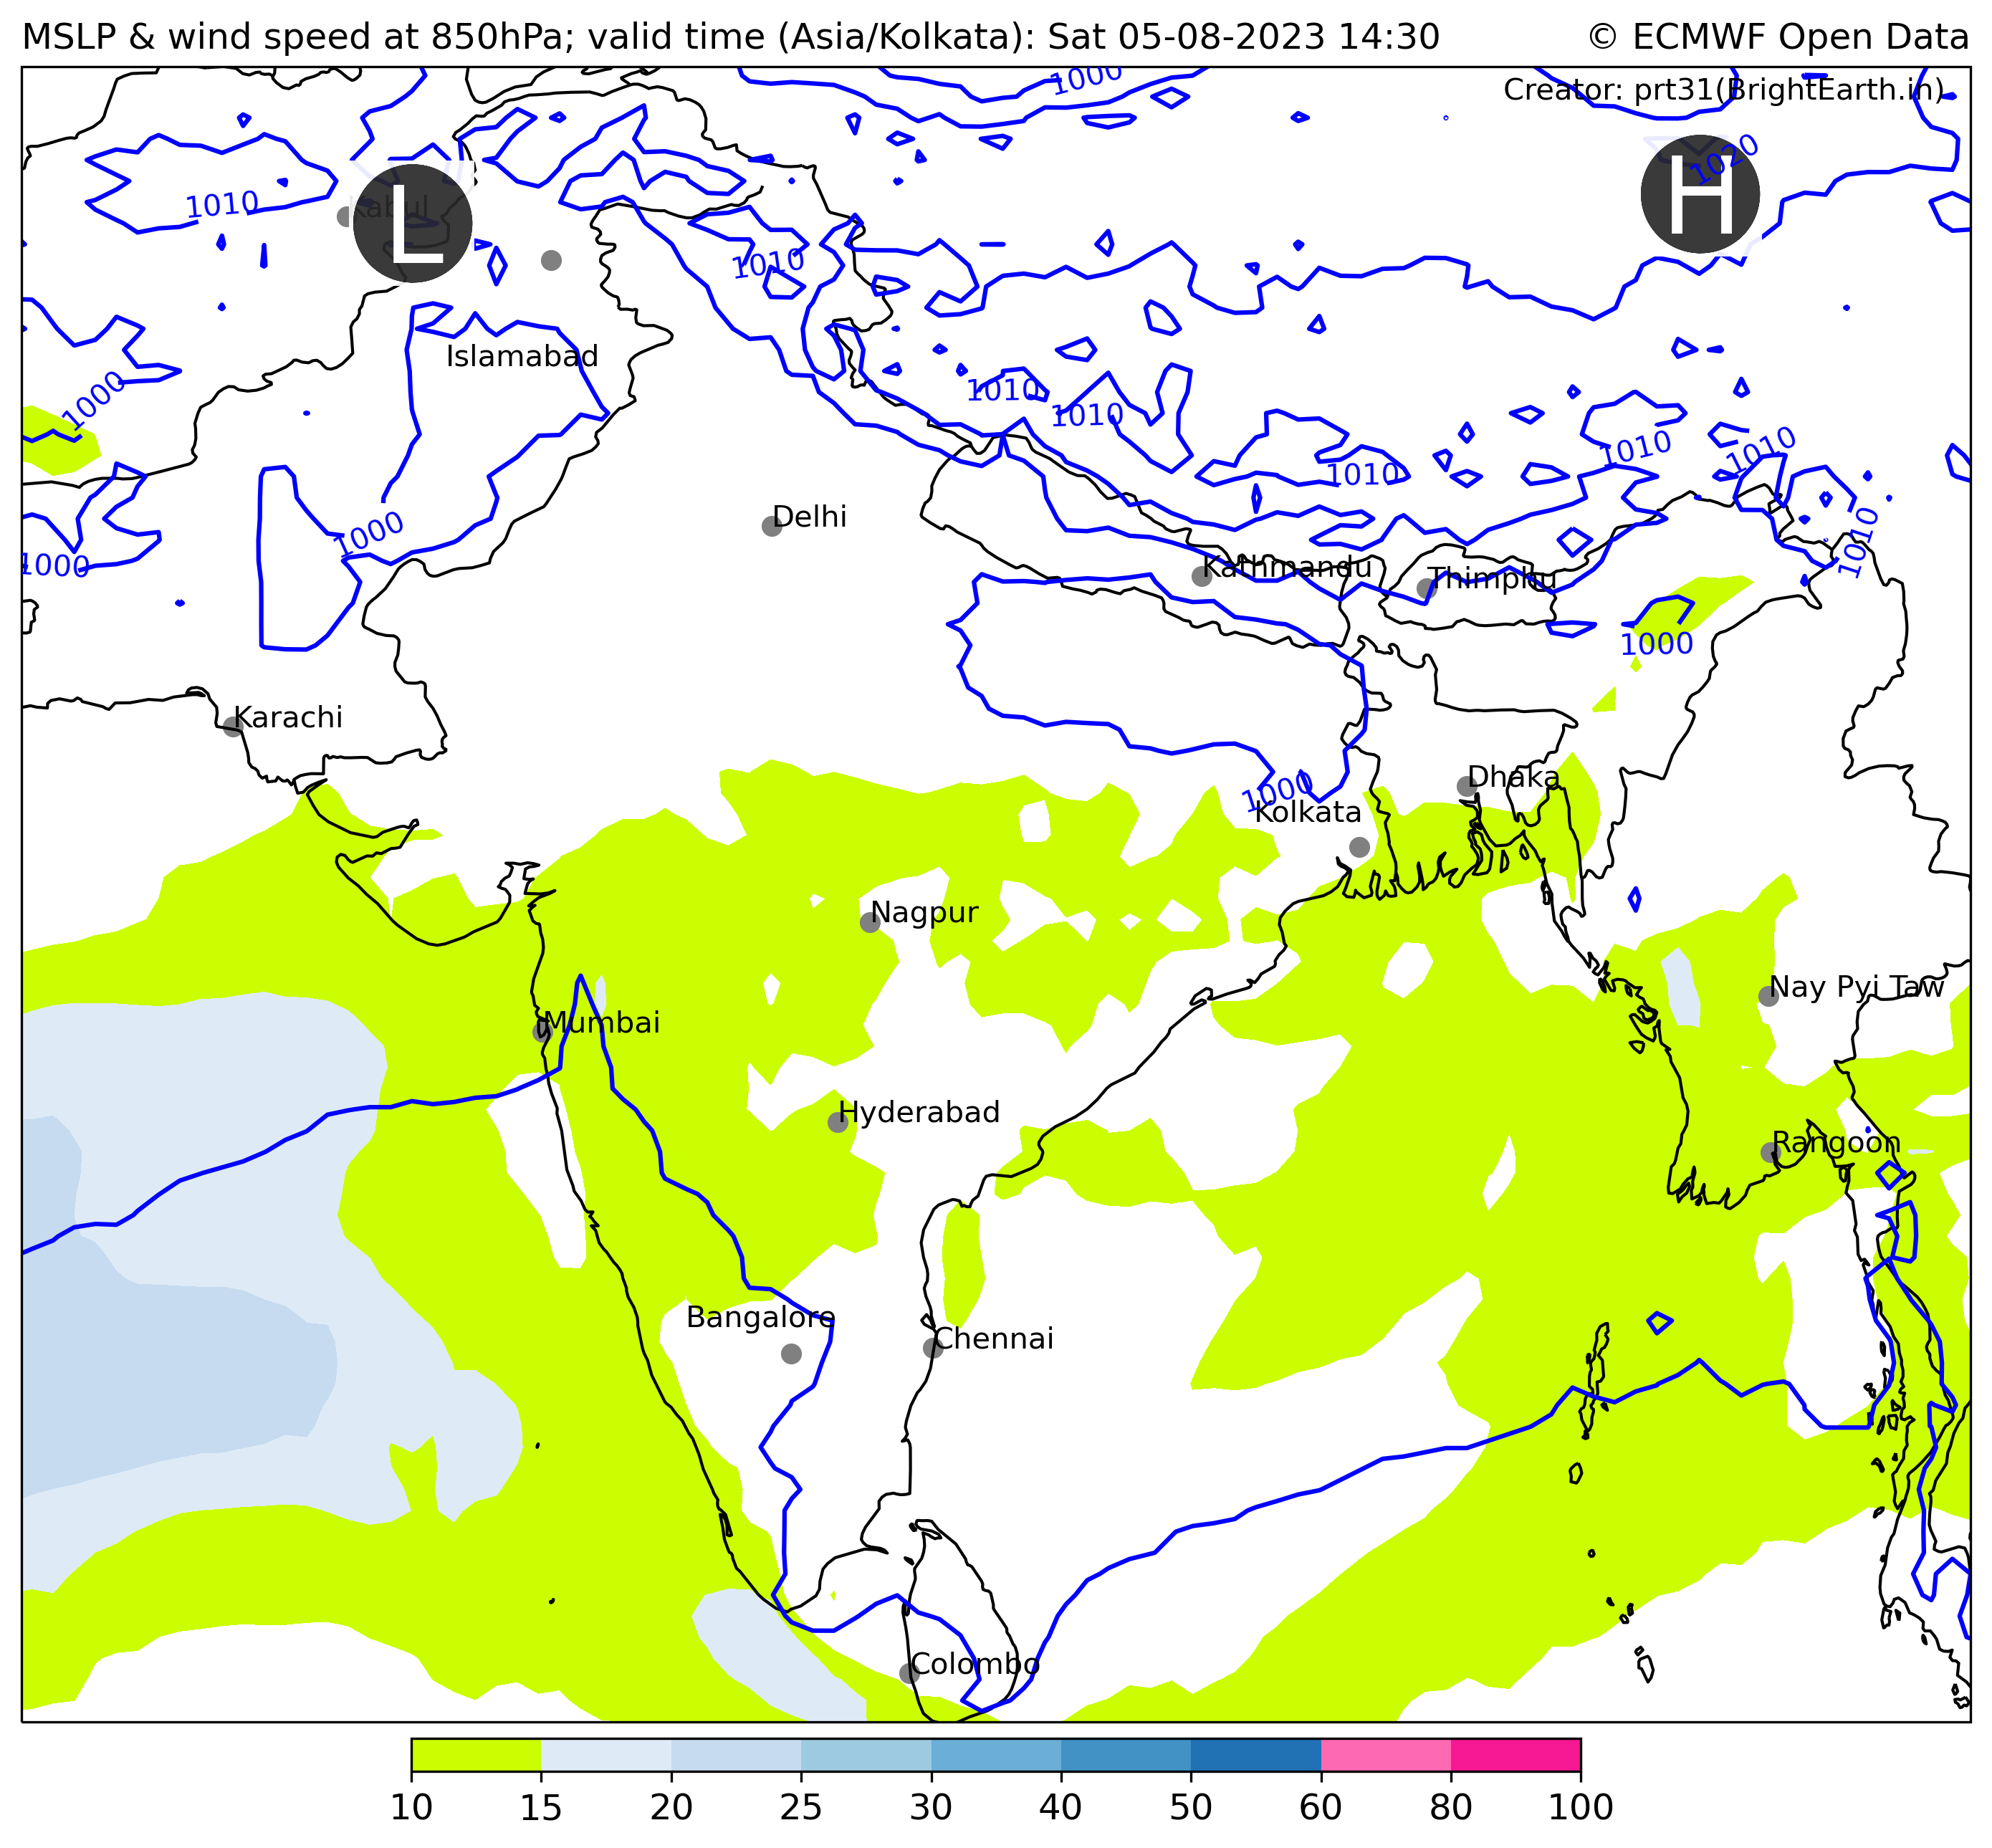 MSLP & wind speed at 850hPa; valid time (Asia/Kolkata): Sat 05-08-2023 14:30
© ECMWF Open Data
1000
Creator: prt31(BrightEarth.in)
1020
H
L
Kabul
1010
1010
Islamabad
1000
1010
1010
1010
1010
1010
1000
Delhi
1010
1000
Kathmandu
Thimphu
1000
Karachi
Dhaka
1000
Kolkata
Nagpur
Nay Pyi Taw
Mumbai
Hyderabad
Rangoon
Bangalore
Chennai
Colombo
10 15 20 25 30 40 50 60 80 100